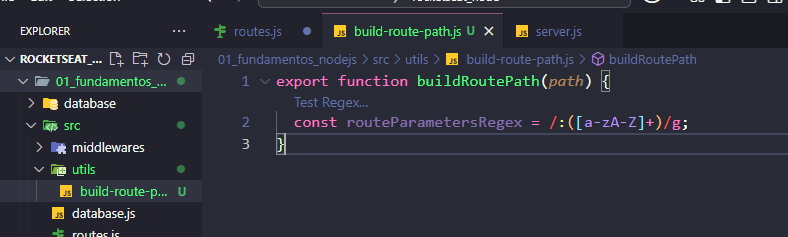 EXPLORER
ROCKETSEAT_...
01_fundamentos_...
database
src
middlewares
utils
build-route-p... U
database.js
routes.js
routes.js
build-route-path.js U
server.js
01_fundamentos_nodejs > src > utils > build-route-path.js > buildRoutePath
1 export function buildRoutePath(path) {
Test Regex...
2 const routeParametersRegex = /:([a-zA-Z]+)/g;
3 }